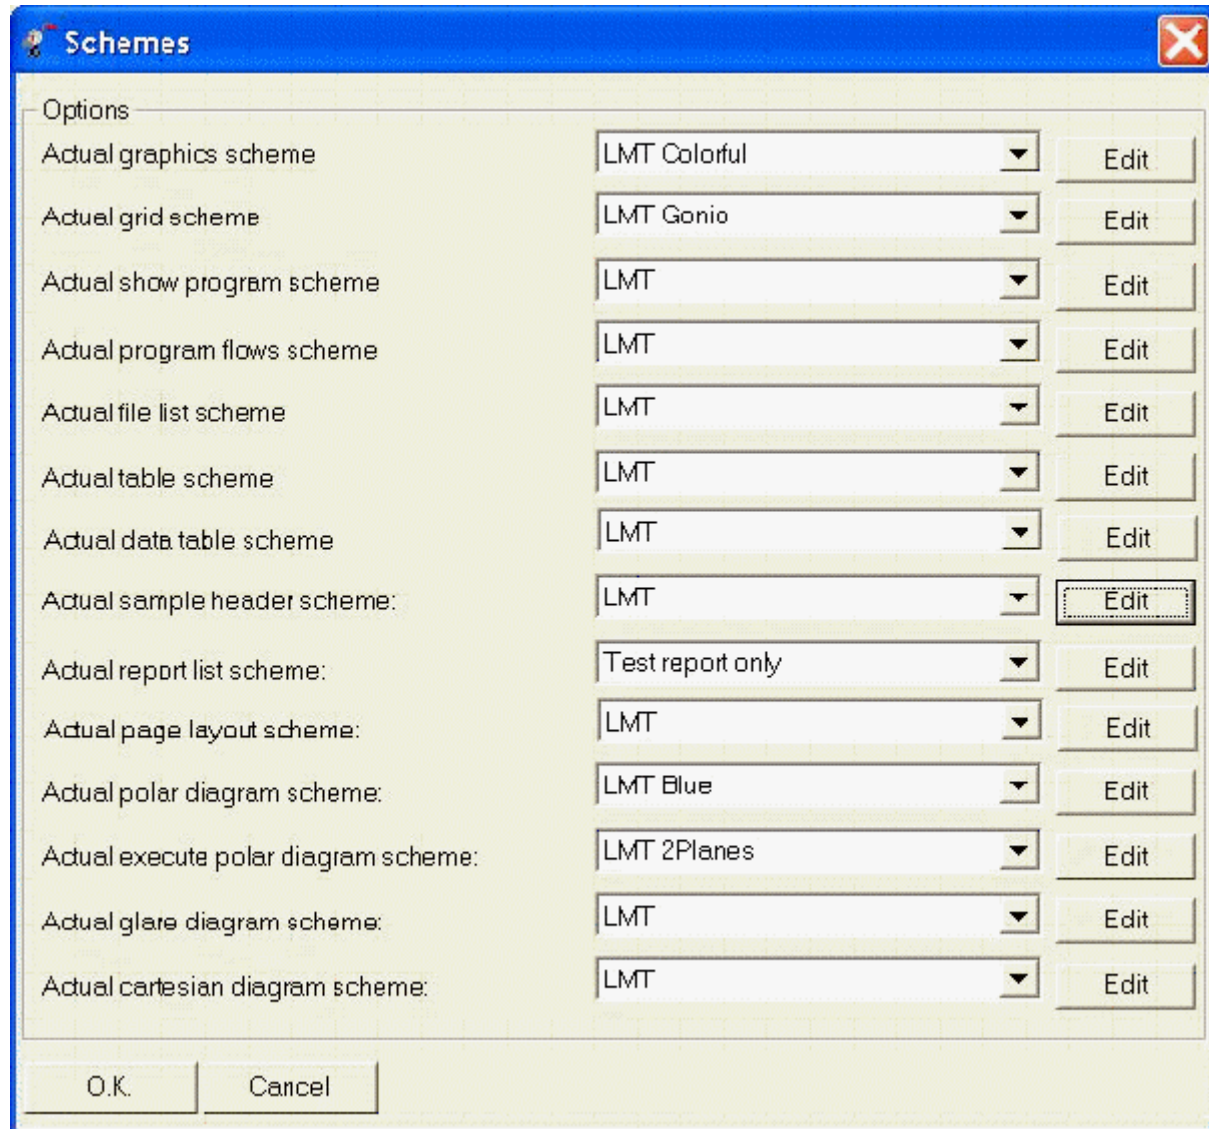 Schemes
Options
Actual graphics scheme LMT Colorful Edit
Actual grid scheme LMT Gonio Edit
Actual show program scheme LMT Edit
Actual program flows scheme LMT Edit
Actual file list scheme LMT Edit
Actual table scheme LMT Edit
Actual data table scheme LMT Edit
Actual sample header scheme: LMT Edit
Actual report list scheme: Test report only Edit
Actual page layout scheme: LMT Edit
Actual polar diagram scheme: LMT Blue Edit
Actual execute polar diagram scheme: LMT 2Planes Edit
Actual glare diagram scheme: LMT Edit
Actual cartesian diagram scheme: LMT Edit
O.K. Cancel